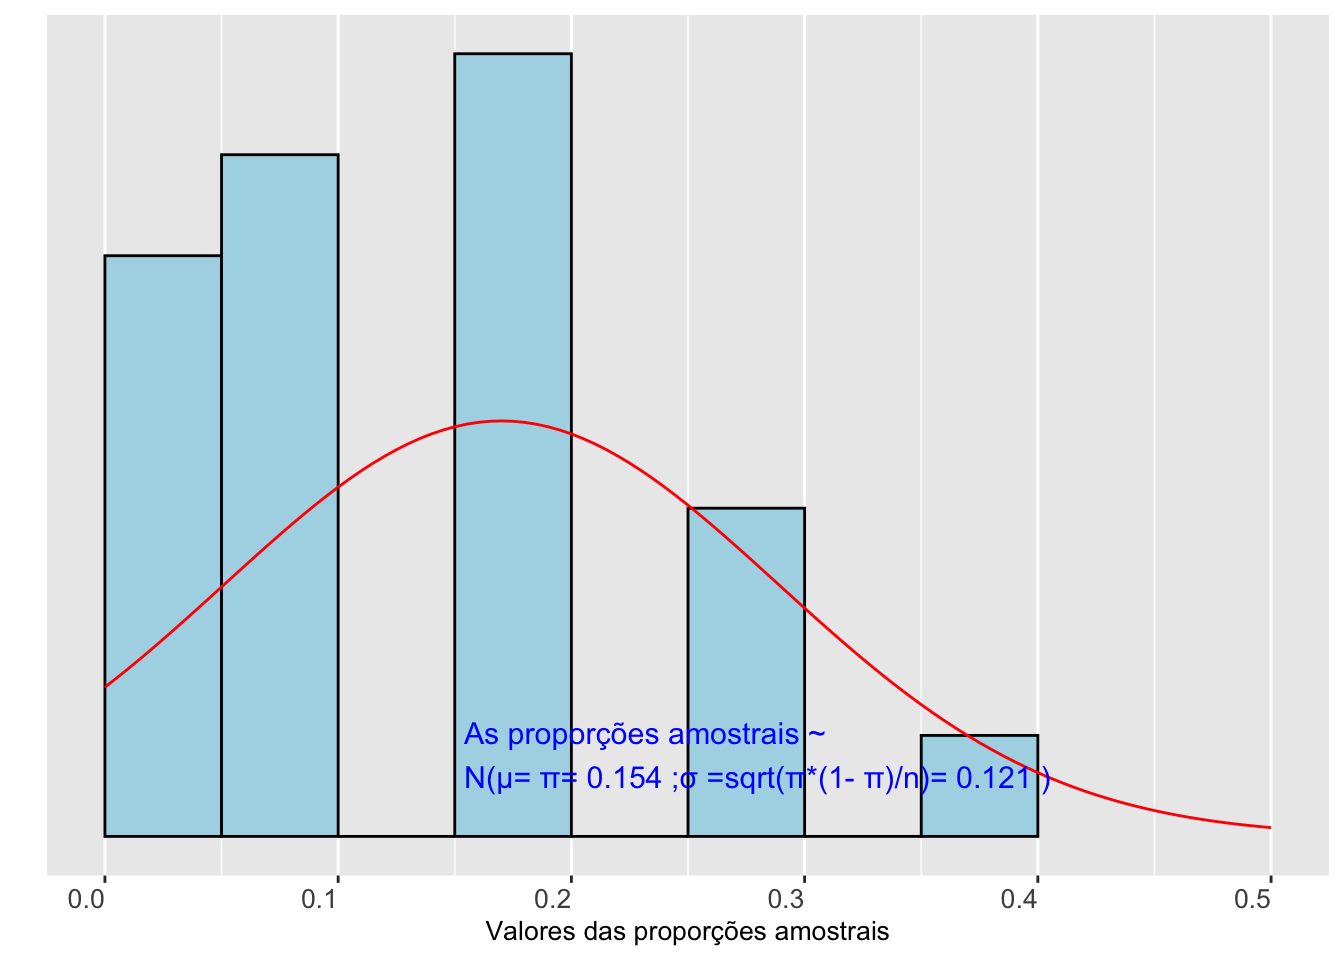 As proporções amostrais ~
N(μ= π= 0.154 ;σ =sqrt(π*(1- π)/n)= 0.121 )
0.0 0.1 0.2 0.3 0.4 0.5
Valores das proporções amostrais